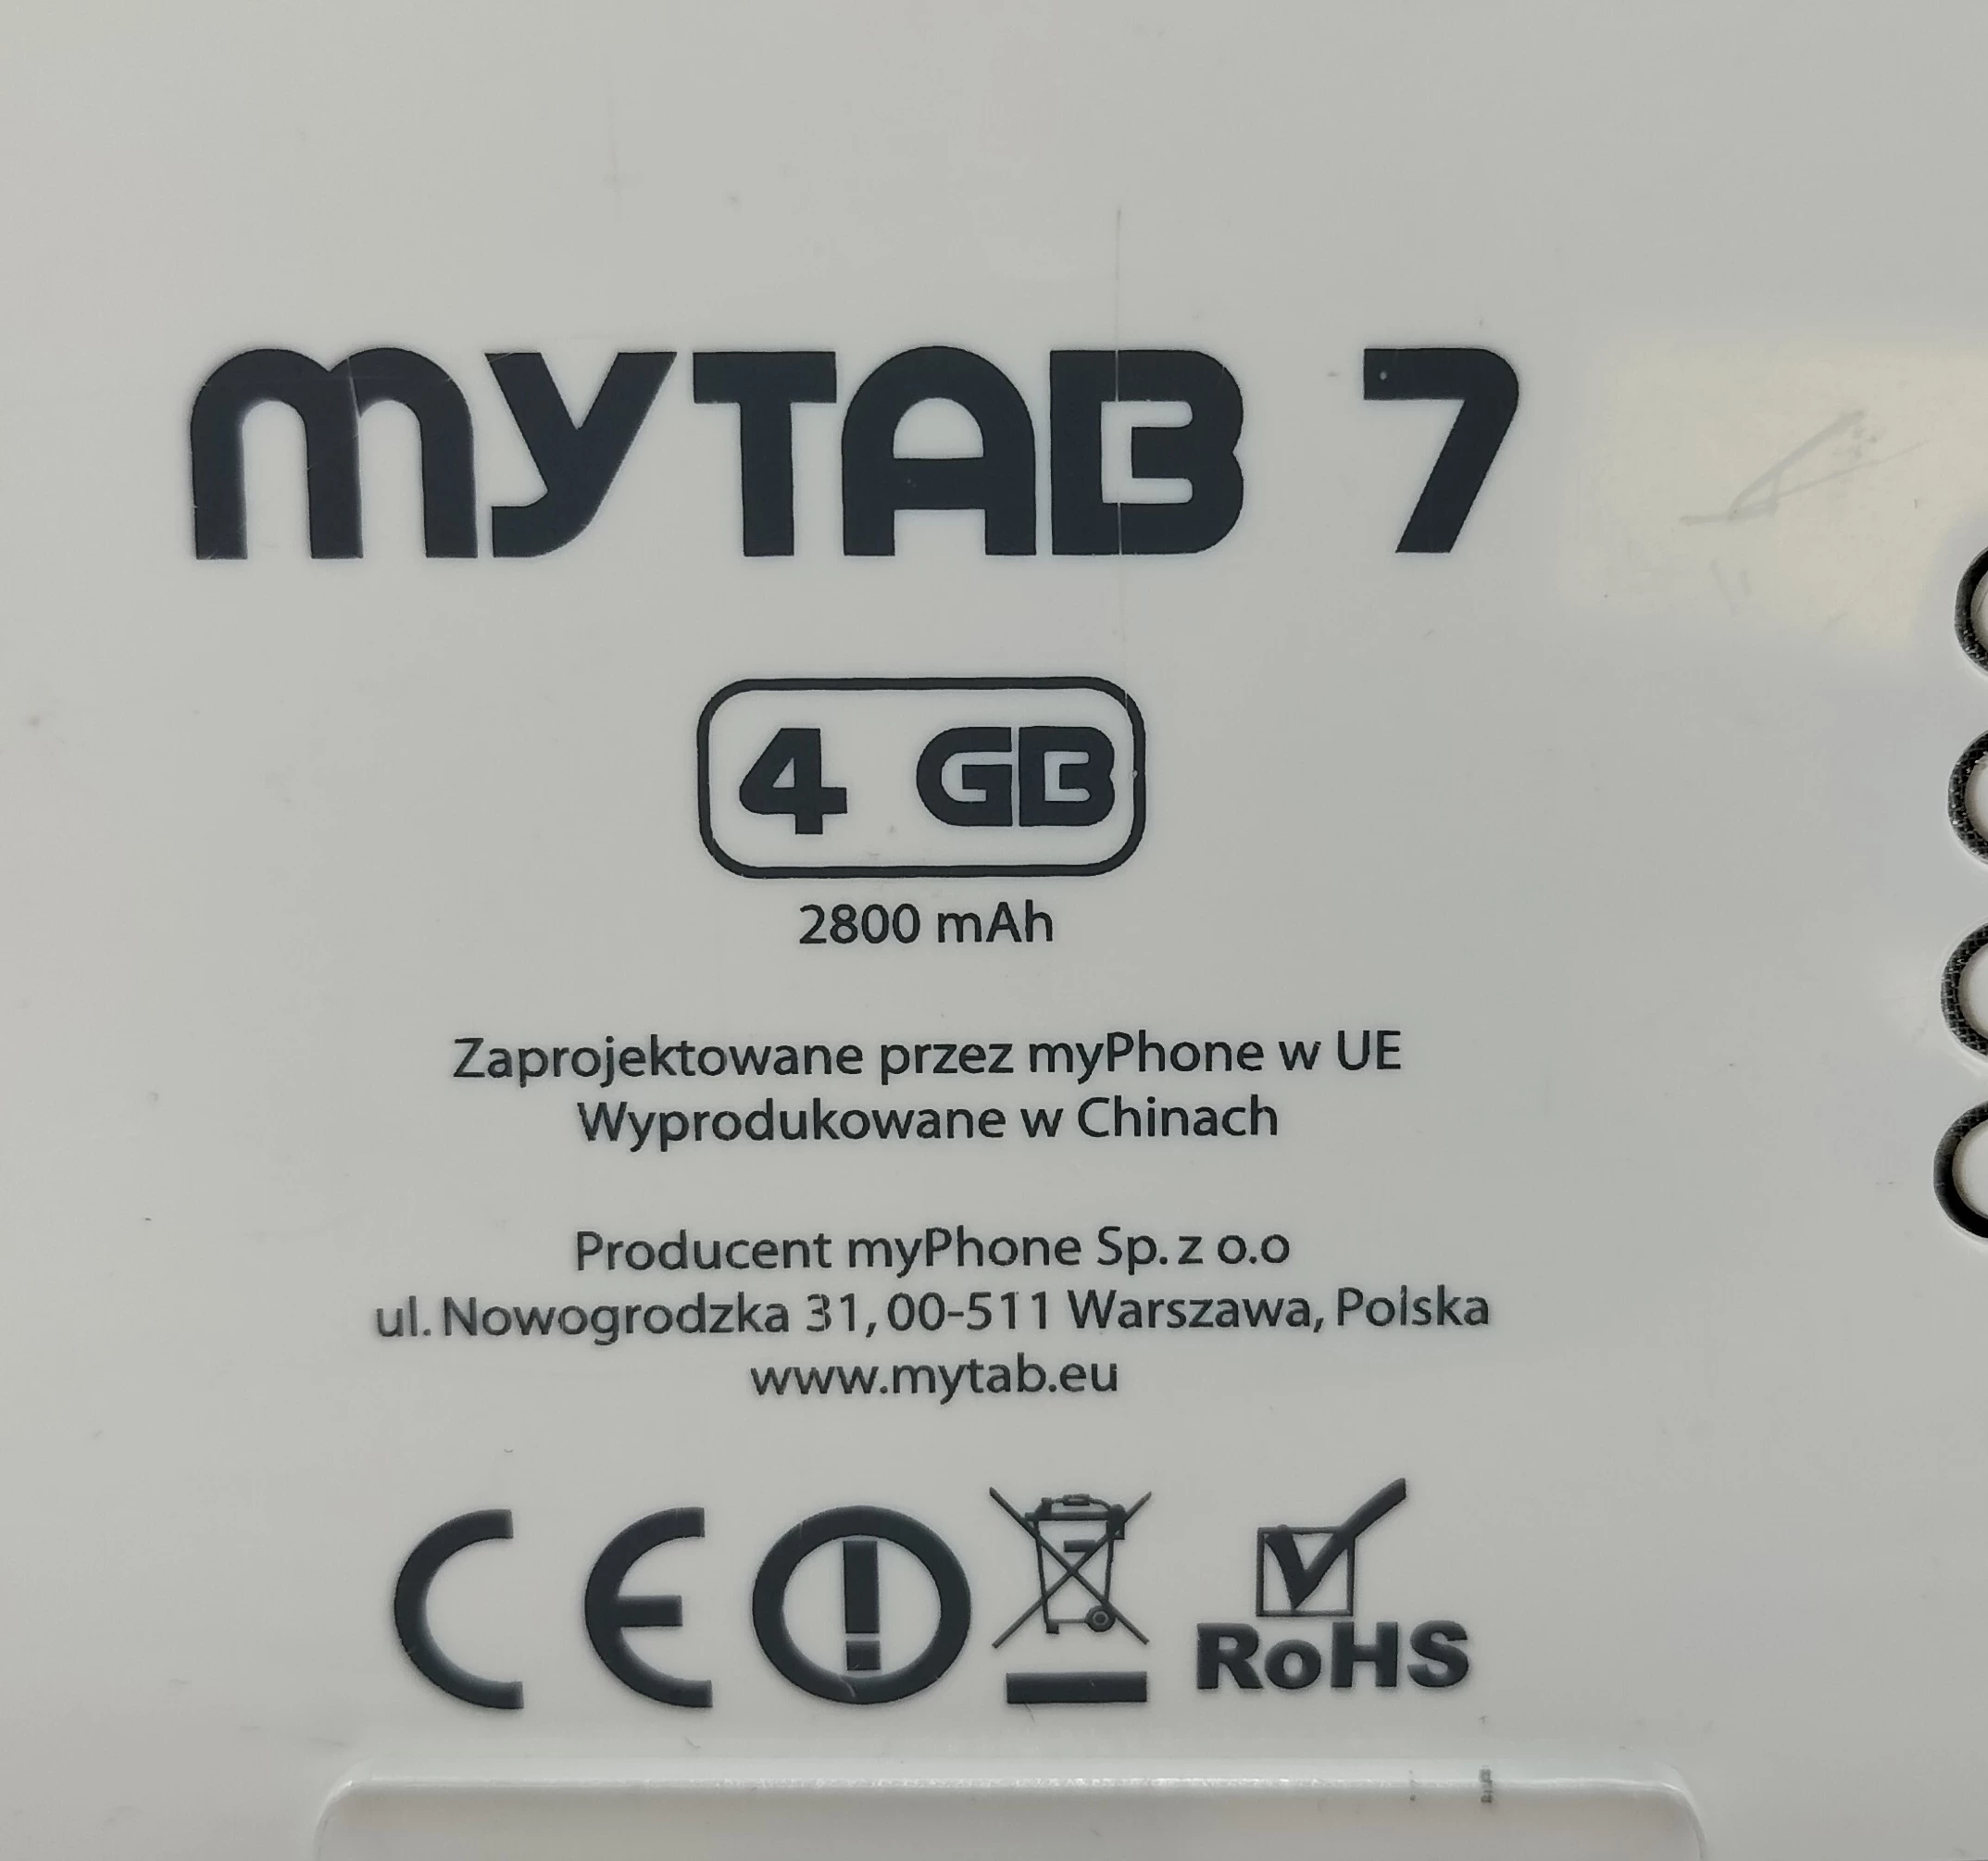 myTAB 7
4 GB
2800 mAh
Zaprojektowane przez myPhone w UE
Wyprodukowane w Chinach
Producent myPhone Sp. z o.o
ul. Nowogrodzka 31, 00-511 Warszawa, Polska
www.mytab.eu
CE RoHS